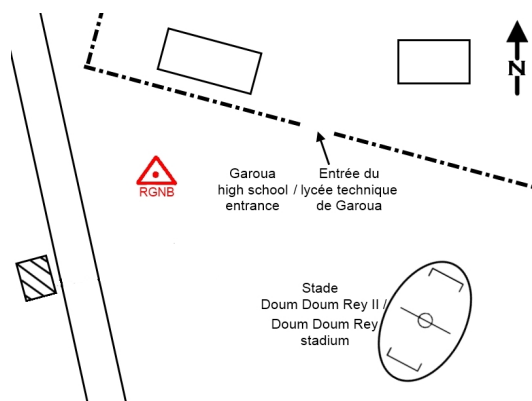 N
RGNB
Garoua
high school
entrance
/
Entrée du
lycée technique
de Garoua
Stade
Doum Doum Rey II /
Doum Doum Rey
stadium